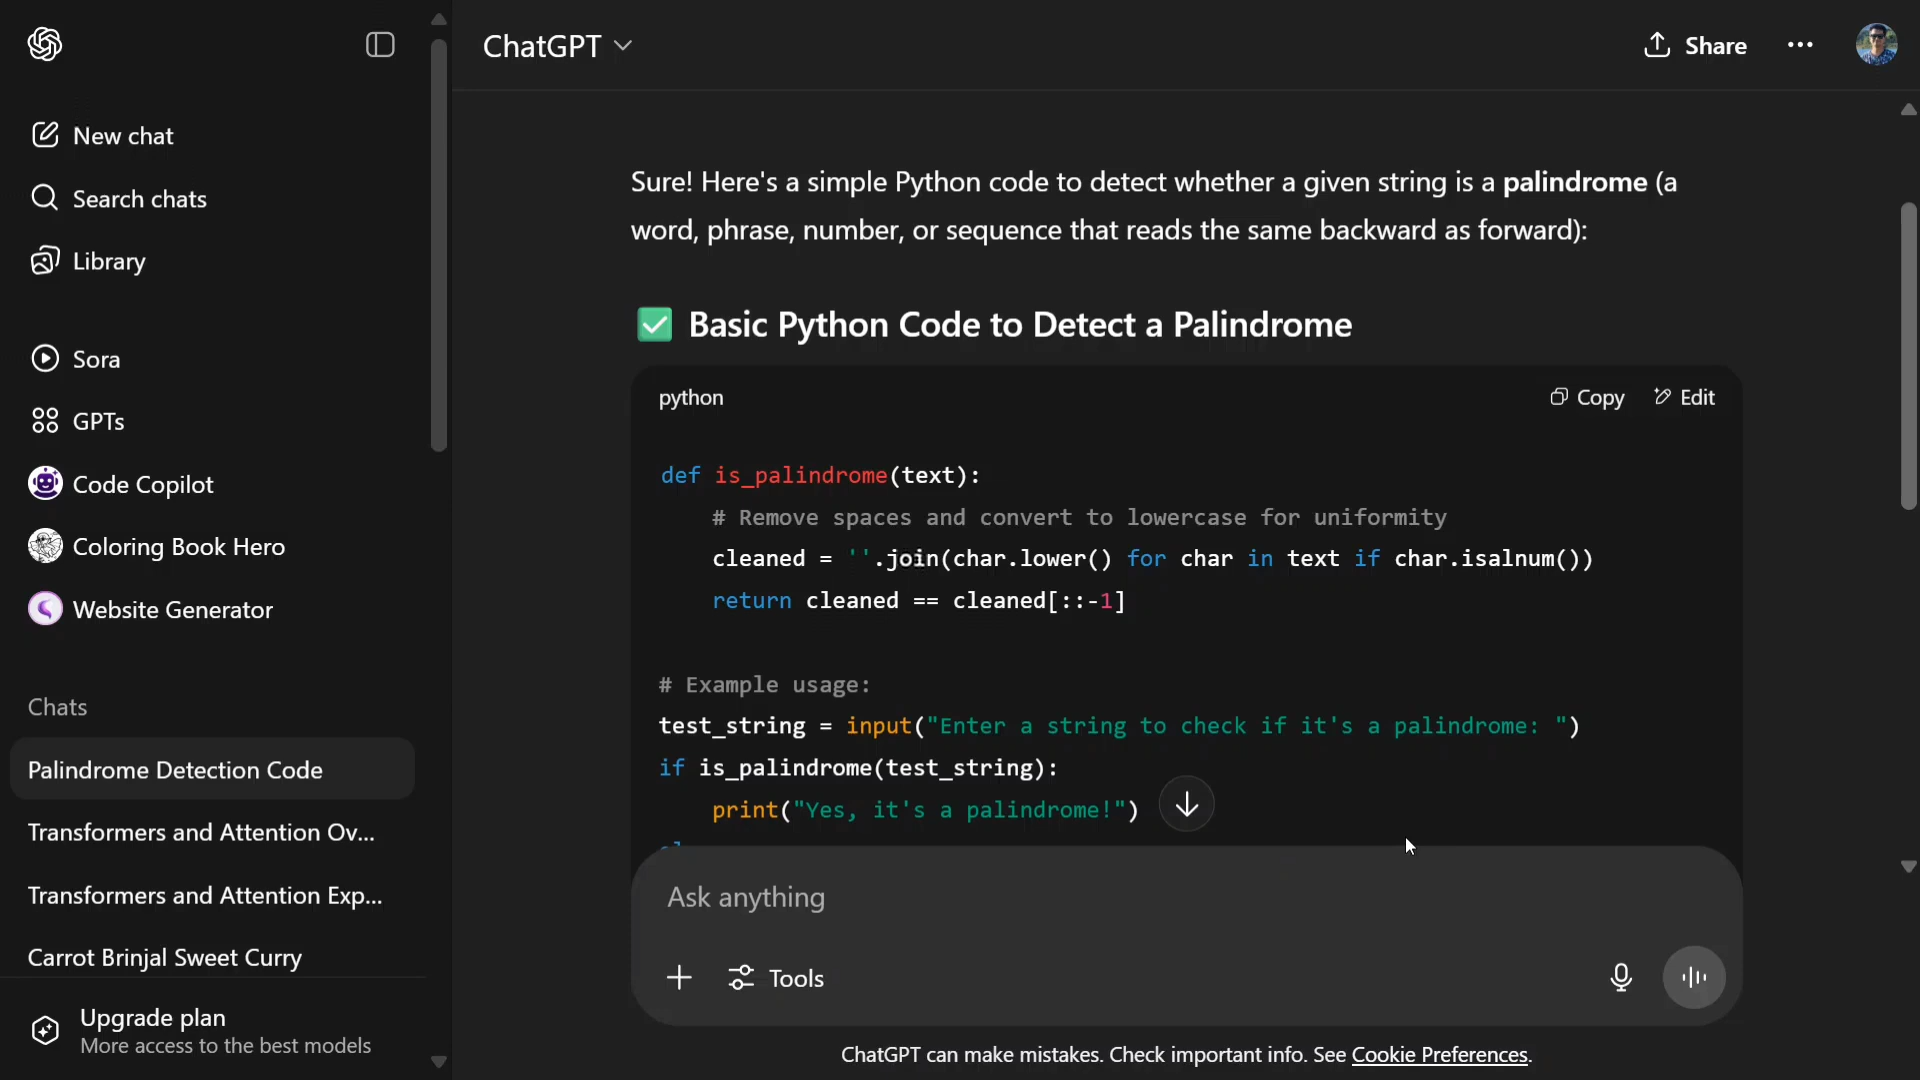 New chat
Search chats
Library
Sora
GPTs
Code Copilot
Coloring Book Hero
Website Generator
Chats
Palindrome Detection Code
Transformers and Attention Ov...
Transformers and Attention Exp...
Carrot Brinjal Sweet Curry
Upgrade plan
More access to the best models
ChatGPT
Share
Sure! Here's a simple Python code to detect whether a given string is a palindrome (a
word, phrase, number, or sequence that reads the same backward as forward):
✅ Basic Python Code to Detect a Palindrome
python
Copy
Edit
def is_palindrome(text):
    # Remove spaces and convert to lowercase for uniformity
    cleaned = ''.join(char.lower() for char in text if char.isalnum())
    return cleaned == cleaned[::-1]
# Example usage:
test_string = input("Enter a string to check if it's a palindrome: ")
if is_palindrome(test_string):
    print("Yes, it's a palindrome!")
Ask anything
Tools
ChatGPT can make mistakes. Check important info. See Cookie Preferences.